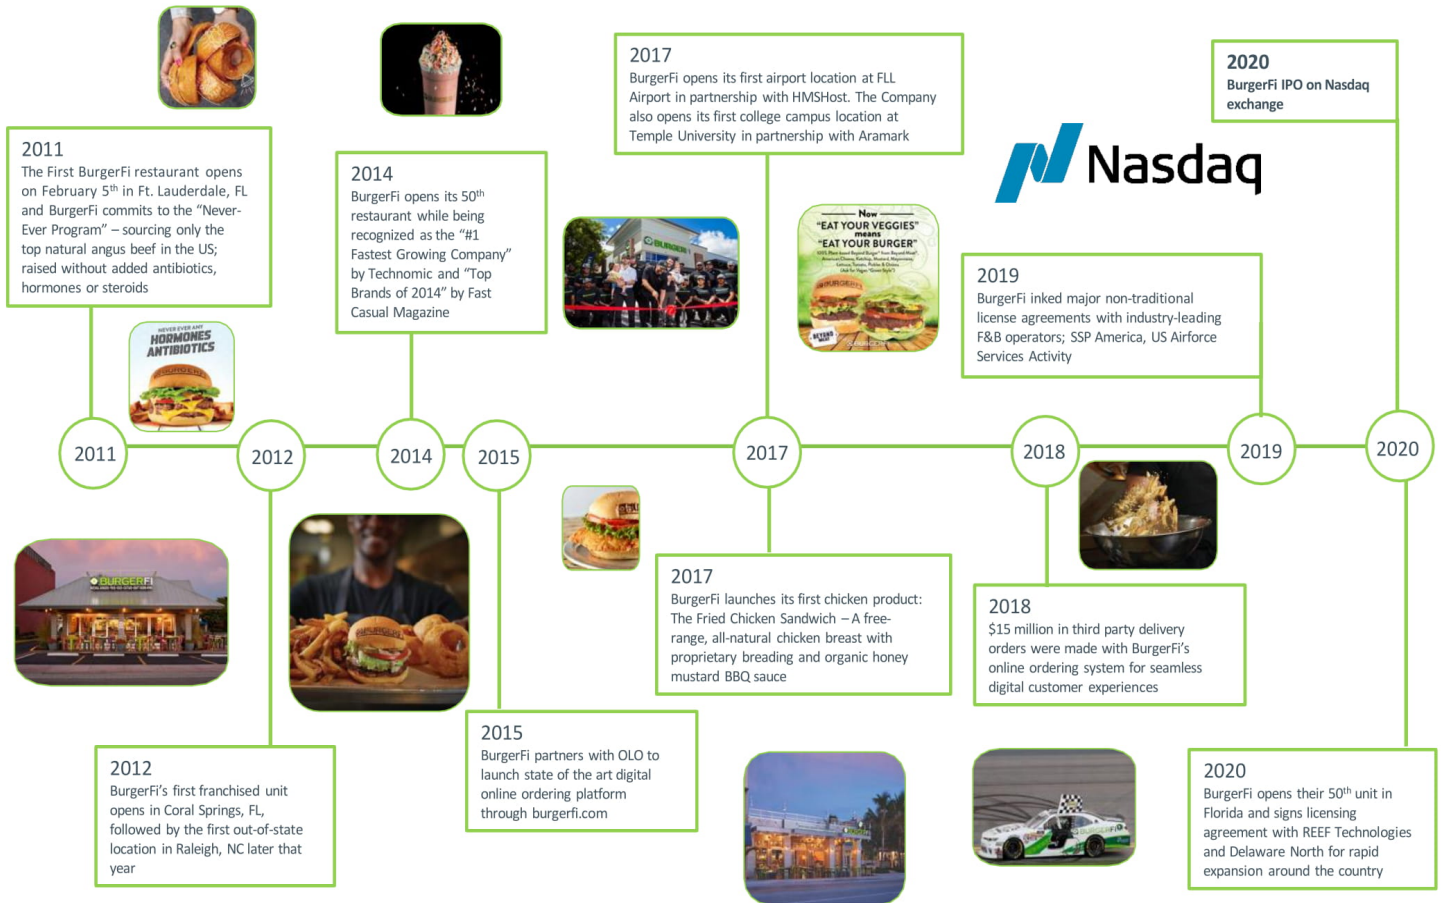 2011
The First BurgerFi restaurant opens
on February 5th in Ft. Lauderdale, FL
and BurgerFi commits to the “Never-
Ever Program” – sourcing only the
top natural angus beef in the US;
raised without added antibiotics,
hormones or steroids
2014
BurgerFi opens its 50th
restaurant while being
recognized as the “#1
Fastest Growing Company”
by Technomic and “Top
Brands of 2014” by Fast
Casual Magazine
2017
BurgerFi opens its first airport location at FLL
Airport in partnership with HMSHost. The Company
also opens its first college campus location at
Temple University in partnership with Aramark
2020
BurgerFi IPO on Nasdaq
exchange
Nasdaq
Now
“EAT YOUR VEGGIES”
means
“EAT YOUR BURGER”
BEYOND
MEAT
2019
BurgerFi inked major non-traditional
license agreements with industry-leading
F&B operators; SSP America, US Airforce
Services Activity
NEVER EVER ANY
HORMONES
ANTIBIOTICS
BURGERFI
2011
2012
2014
2015
2017
2018
2019
2020
BURGERFI
2012
BurgerFi’s first franchised unit
opens in Coral Springs, FL,
followed by the first out-of-state
location in Raleigh, NC later that
year
2015
BurgerFi partners with OLO to
launch state of the art digital
online ordering platform
through burgerfi.com
2017
BurgerFi launches its first chicken product:
The Fried Chicken Sandwich – A free-
range, all-natural chicken breast with
proprietary breading and organic honey
mustard BBQ sauce
2018
$15 million in third party delivery
orders were made with BurgerFi’s
online ordering system for seamless
digital customer experiences
BURGERFI
2020
BurgerFi opens their 50th unit in
Florida and signs licensing
agreement with REEF Technologies
and Delaware North for rapid
expansion around the country